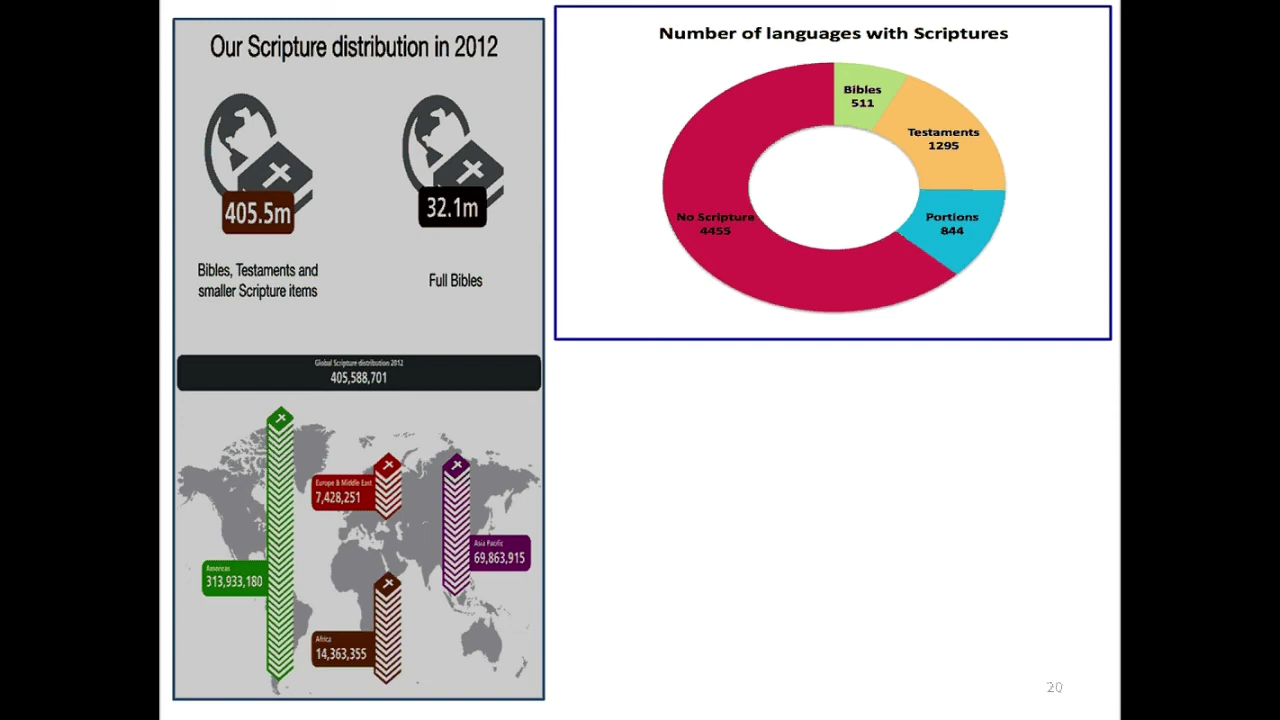 Our Scripture distribution in 2012
405.5m
32.1m
Bibles, Testaments and
smaller Scripture items
Full Bibles
Global Scripture distribution 2012
405,588,701
Europe & Middle East
7,428,251
Asia Pacific
69,863,915
Americas
313,933,180
Africa
14,363,355
Number of languages with Scriptures
Bibles
511
Testaments
1295
Portions
844
No Scripture
4455
20